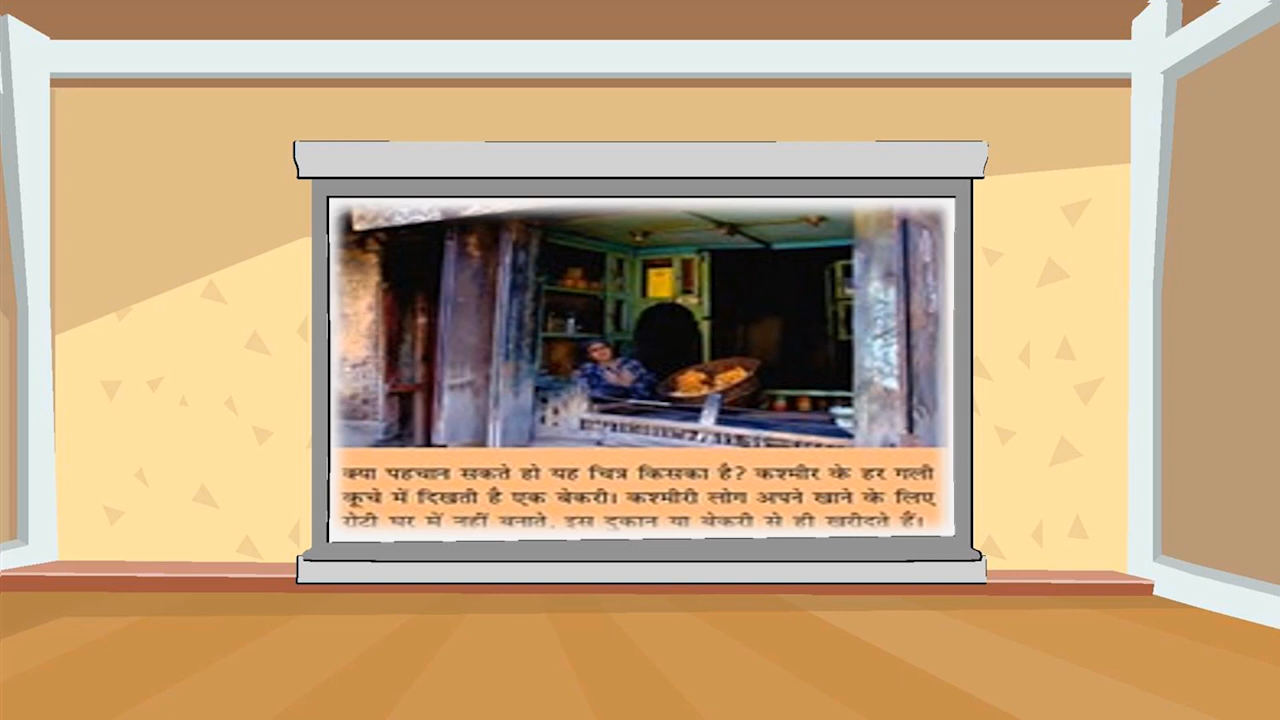 क्या पहचान सकते हो यह चित्र किसका है? कश्मीर के हर गली
कूचे में दिखती है एक बेकरी। कश्मीरी लोग अपने खाने के लिए
रोटी घर में नहीं बनाते, इस दुकान या बेकरी से ही खरीदते हैं।